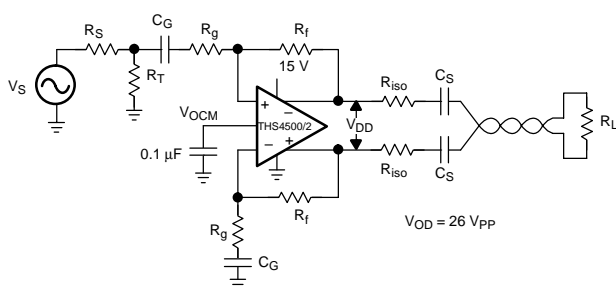 C_G
R_S
R_g
R_f
V_S
R_T
15 V
+
−
R_iso
C_S
V_OCM
THS4500/2
V_DD
R_L
−
+
0.1 µF
R_iso
C_S
R_f
R_g
V_OD = 26 V_PP
C_G